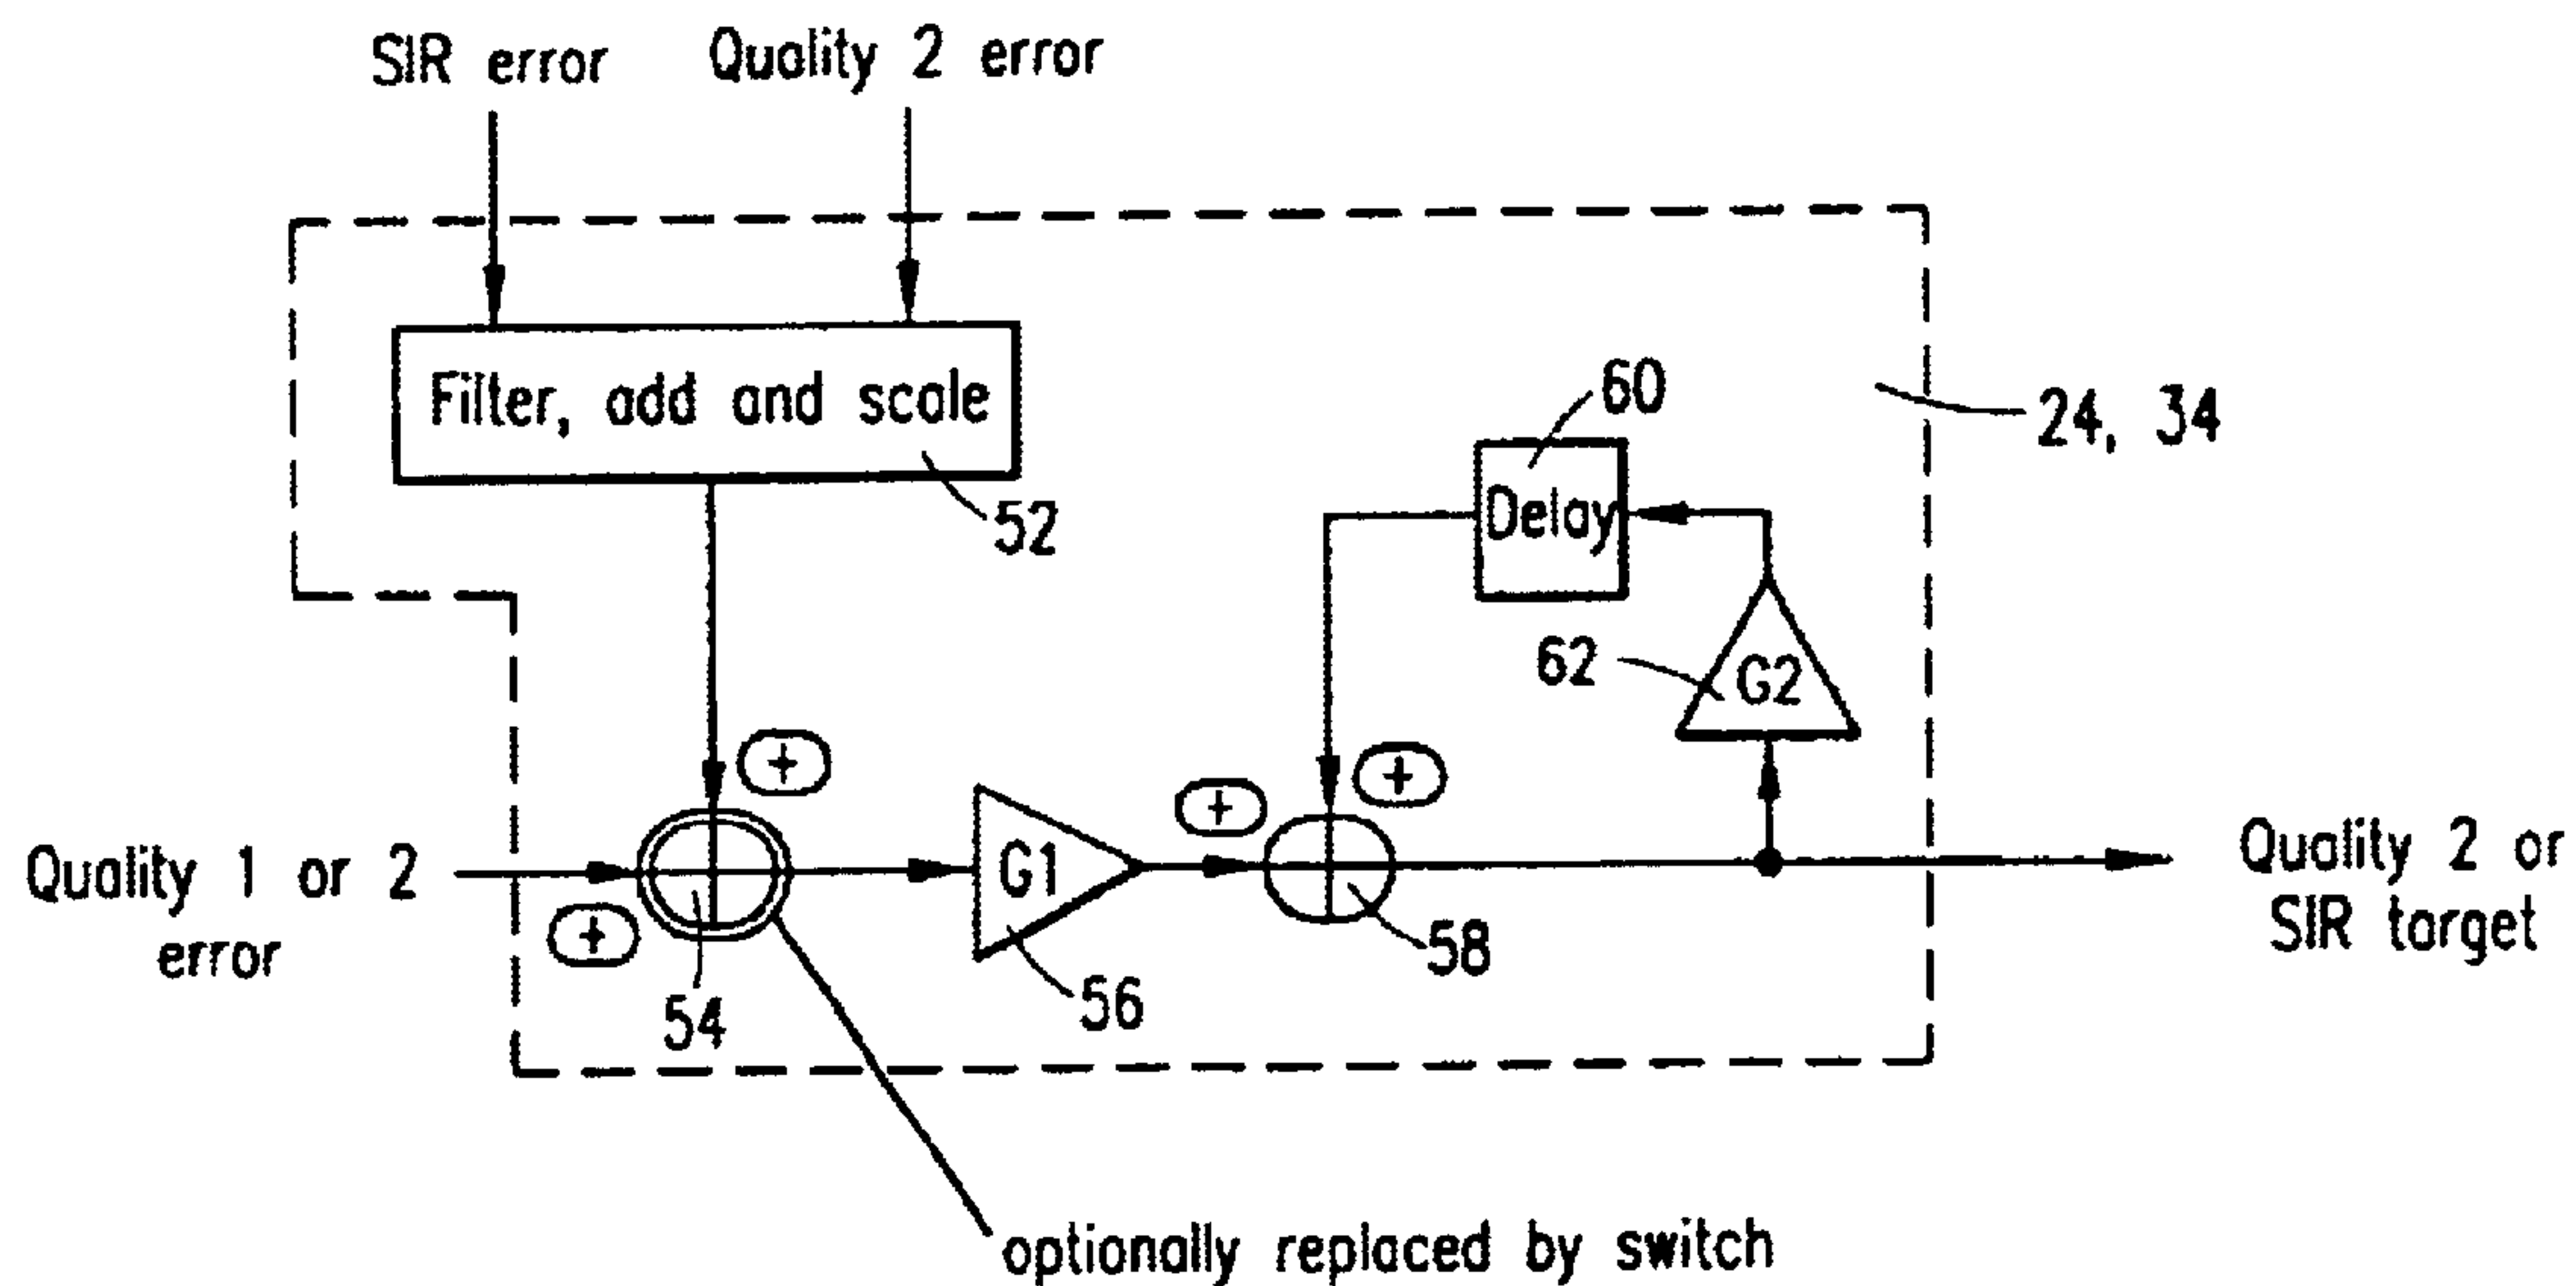 SIR error
Quality 2 error
Filter, add and scale
52
60
Delay
24, 34
62
G2
+
+
+
+
Quality 1 or 2
error
54
G1
56
58
Quality 2 or
SIR target
optionally replaced by switch